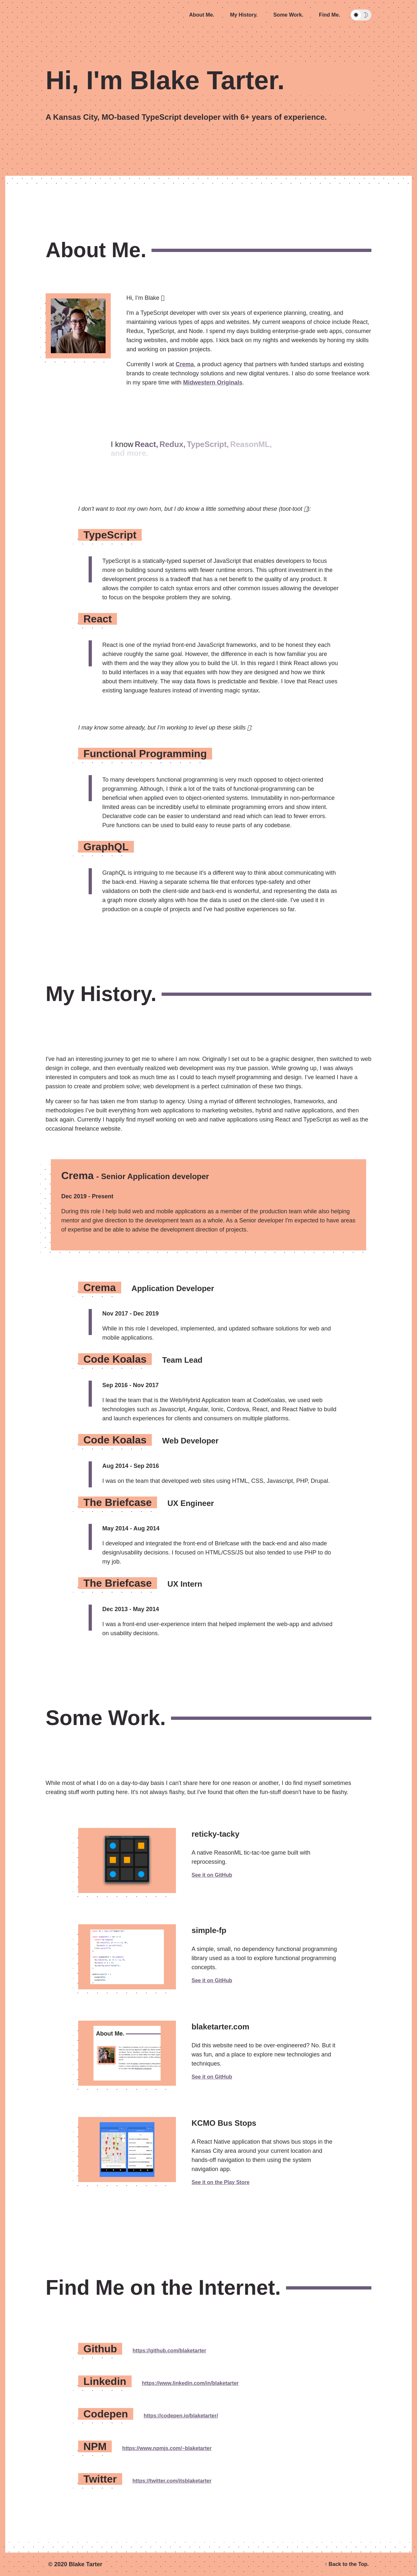 About Me. My History. Some Work. Find Me.
Hi, I'm Blake Tarter.
A Kansas City, MO-based TypeScript developer with 6+ years of experience.
About Me.
Hi, I'm Blake
I'm a TypeScript developer with over six years of experience planning, creating, and
maintaining various types of apps and websites. My current weapons of choice include React,
Redux, TypeScript, and Node. I spend my days building enterprise-grade web apps, consumer
facing websites, and mobile apps. I kick back on my nights and weekends by honing my skills
and working on passion projects.
Currently I work at Crema, a product agency that partners with funded startups and existing
brands to create technology solutions and new digital ventures. I also do some freelance work
in my spare time with Midwestern Originals.
I know React, Redux, TypeScript, ReasonML,
and more.
I don't want to toot my own horn, but I do know a little something about these (toot-toot ):
TypeScript
TypeScript is a statically-typed superset of JavaScript that enables developers to focus
more on building sound systems with fewer runtime errors. This upfront investment in the
development process is a tradeoff that has a net benefit to the quality of any product. It
allows the compiler to catch syntax errors and other common issues allowing the developer
to focus on the bespoke problem they are solving.
React
React is one of the myriad front-end JavaScript frameworks, and to be honest they each
achieve roughly the same goal. However, the difference in each is how familiar you are
with them and the way they allow you to build the UI. In this regard I think React allows you
to build interfaces in a way that equates with how they are designed and how we think
about them intuitively. The way data flows is predictable and flexible. I love that React uses
existing language features instead of inventing magic syntax.
I may know some already, but I'm working to level up these skills :
Functional Programming
To many developers functional programming is very much opposed to object-oriented
programming. Although, I think a lot of the traits of functional-programming can be
beneficial when applied even to object-oriented systems. Immutability in non-performance
limited areas can be incredibly useful to eliminate programming errors and show intent.
Declarative code can be easier to understand and read which can lead to fewer errors.
Pure functions can be used to build easy to reuse parts of any codebase.
GraphQL
GraphQL is intriguing to me because it's a different way to think about communicating with
the back-end. Having a separate schema file that enforces type-safety and other
validations on both the client-side and back-end is wonderful, and representing the data as
a graph more closely aligns with how the data is used on the client-side. I've used it in
production on a couple of projects and I've had positive experiences so far.
My History.
I've had an interesting journey to get me to where I am now. Originally I set out to be a graphic designer, then switched to web
design in college, and then eventually realized web development was my true passion. While growing up, I was always
interested in computers and took as much time as I could to teach myself programming and design. I've learned I have a
passion to create and problem solve; web development is a perfect culmination of these two things.
My career so far has taken me from startup to agency. Using a myriad of different technologies, frameworks, and
methodologies I've built everything from web applications to marketing websites, hybrid and native applications, and then
back again. Currently I happily find myself working on web and native applications using React and TypeScript as well as the
occasional freelance website.
Crema - Senior Application developer
Dec 2019 - Present
During this role I help build web and mobile applications as a member of the production team while also helping
mentor and give direction to the development team as a whole. As a Senior developer I'm expected to have areas
of expertise and be able to advise the development direction of projects.
Crema Application Developer
Nov 2017 - Dec 2019
While in this role I developed, implemented, and updated software solutions for web and
mobile applications.
Code Koalas Team Lead
Sep 2016 - Nov 2017
I lead the team that is the Web/Hybrid Application team at CodeKoalas, we used web
technologies such as Javascript, Angular, Ionic, Cordova, React, and React Native to build
and launch experiences for clients and consumers on multiple platforms.
Code Koalas Web Developer
Aug 2014 - Sep 2016
I was on the team that developed web sites using HTML, CSS, Javascript, PHP, Drupal.
The Briefcase UX Engineer
May 2014 - Aug 2014
I developed and integrated the front-end of Briefcase with the back-end and also made
design/usability decisions. I focused on HTML/CSS/JS but also tended to use PHP to do
my job.
The Briefcase UX Intern
Dec 2013 - May 2014
I was a front-end user-experience intern that helped implement the web-app and advised
on usability decisions.
Some Work.
While most of what I do on a day-to-day basis I can't share here for one reason or another, I do find myself sometimes
creating stuff worth putting here. It's not always flashy, but I've found that often the fun-stuff doesn't have to be flashy.
reticky-tacky
A native ReasonML tic-tac-toe game built with
reprocessing.
See it on GitHub
simple-fp
A simple, small, no dependency functional programming
library used as a tool to explore functional programming
concepts.
See it on GitHub
About Me.
blaketarter.com
Did this website need to be over-engineered? No. But it
was fun, and a place to explore new technologies and
techniques.
See it on GitHub
KCMO Bus Stops
A React Native application that shows bus stops in the
Kansas City area around your current location and
hands-off navigation to them using the system
navigation app.
See it on the Play Store
Find Me on the Internet.
Github https://github.com/blaketarter
Linkedin https://www.linkedin.com/in/blaketarter
Codepen https://codepen.io/blaketarter/
NPM https://www.npmjs.com/~blaketarter
Twitter https://twitter.com/itsblaketarter
© 2020 Blake Tarter
↑ Back to the Top.